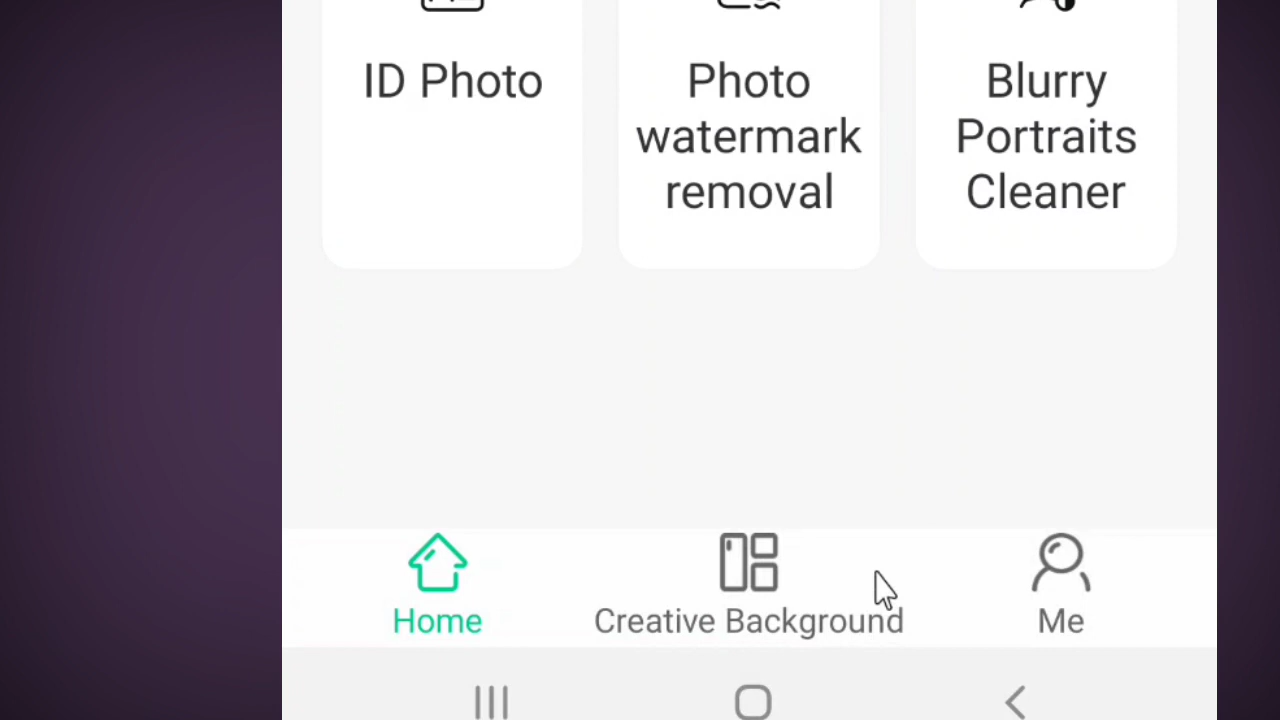 ID Photo
Photo
watermark
removal
Blurry
Portraits
Cleaner
Home
Creative Background
Me